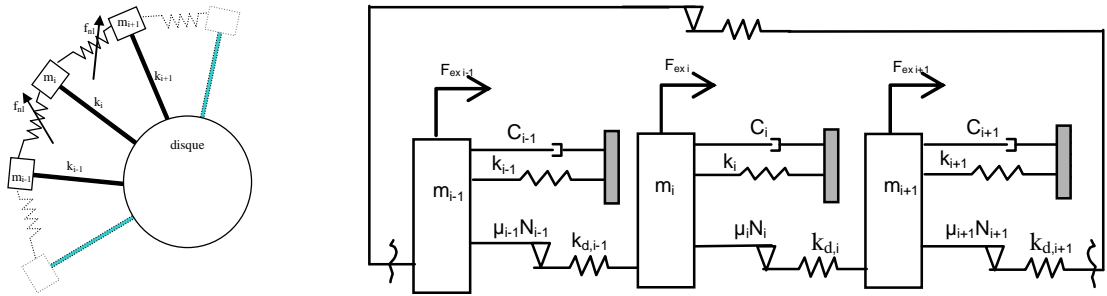 m_{i+1}
f_{nl}
m_i
k_{i+1}
f_{nl}
k_i
disque
k_{i-1}
m_{i-1}
F_{ex i-1}
F_{ex i}
F_{ex i+1}
C_{i-1}
C_i
C_{i+1}
k_{i-1}
k_i
k_{i+1}
m_{i-1}
m_i
m_{i+1}
μ_{i-1}N_{i-1}
μ_iN_i
μ_{i+1}N_{i+1}
k_{d,i-1}
k_{d,i}
k_{d,i+1}